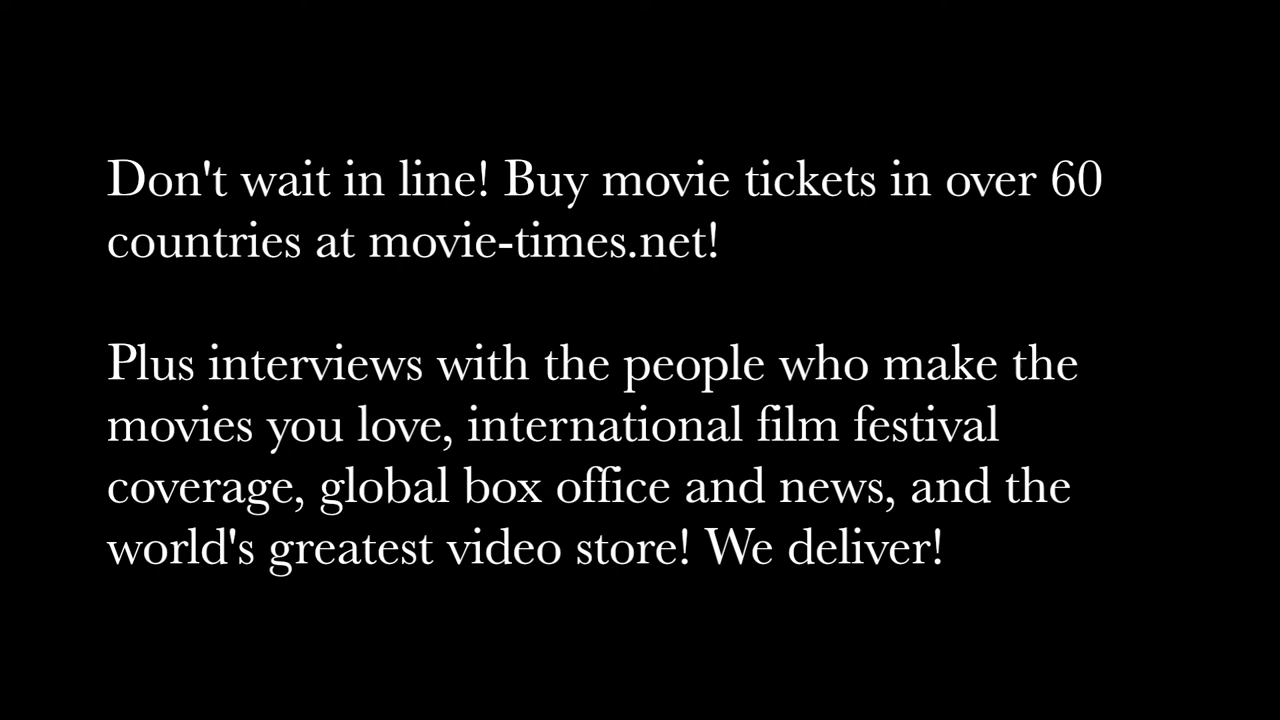 Don't wait in line! Buy movie tickets in over 60
countries at movie-times.net!
Plus interviews with the people who make the
movies you love, international film festival
coverage, global box office and news, and the
world's greatest video store! We deliver!